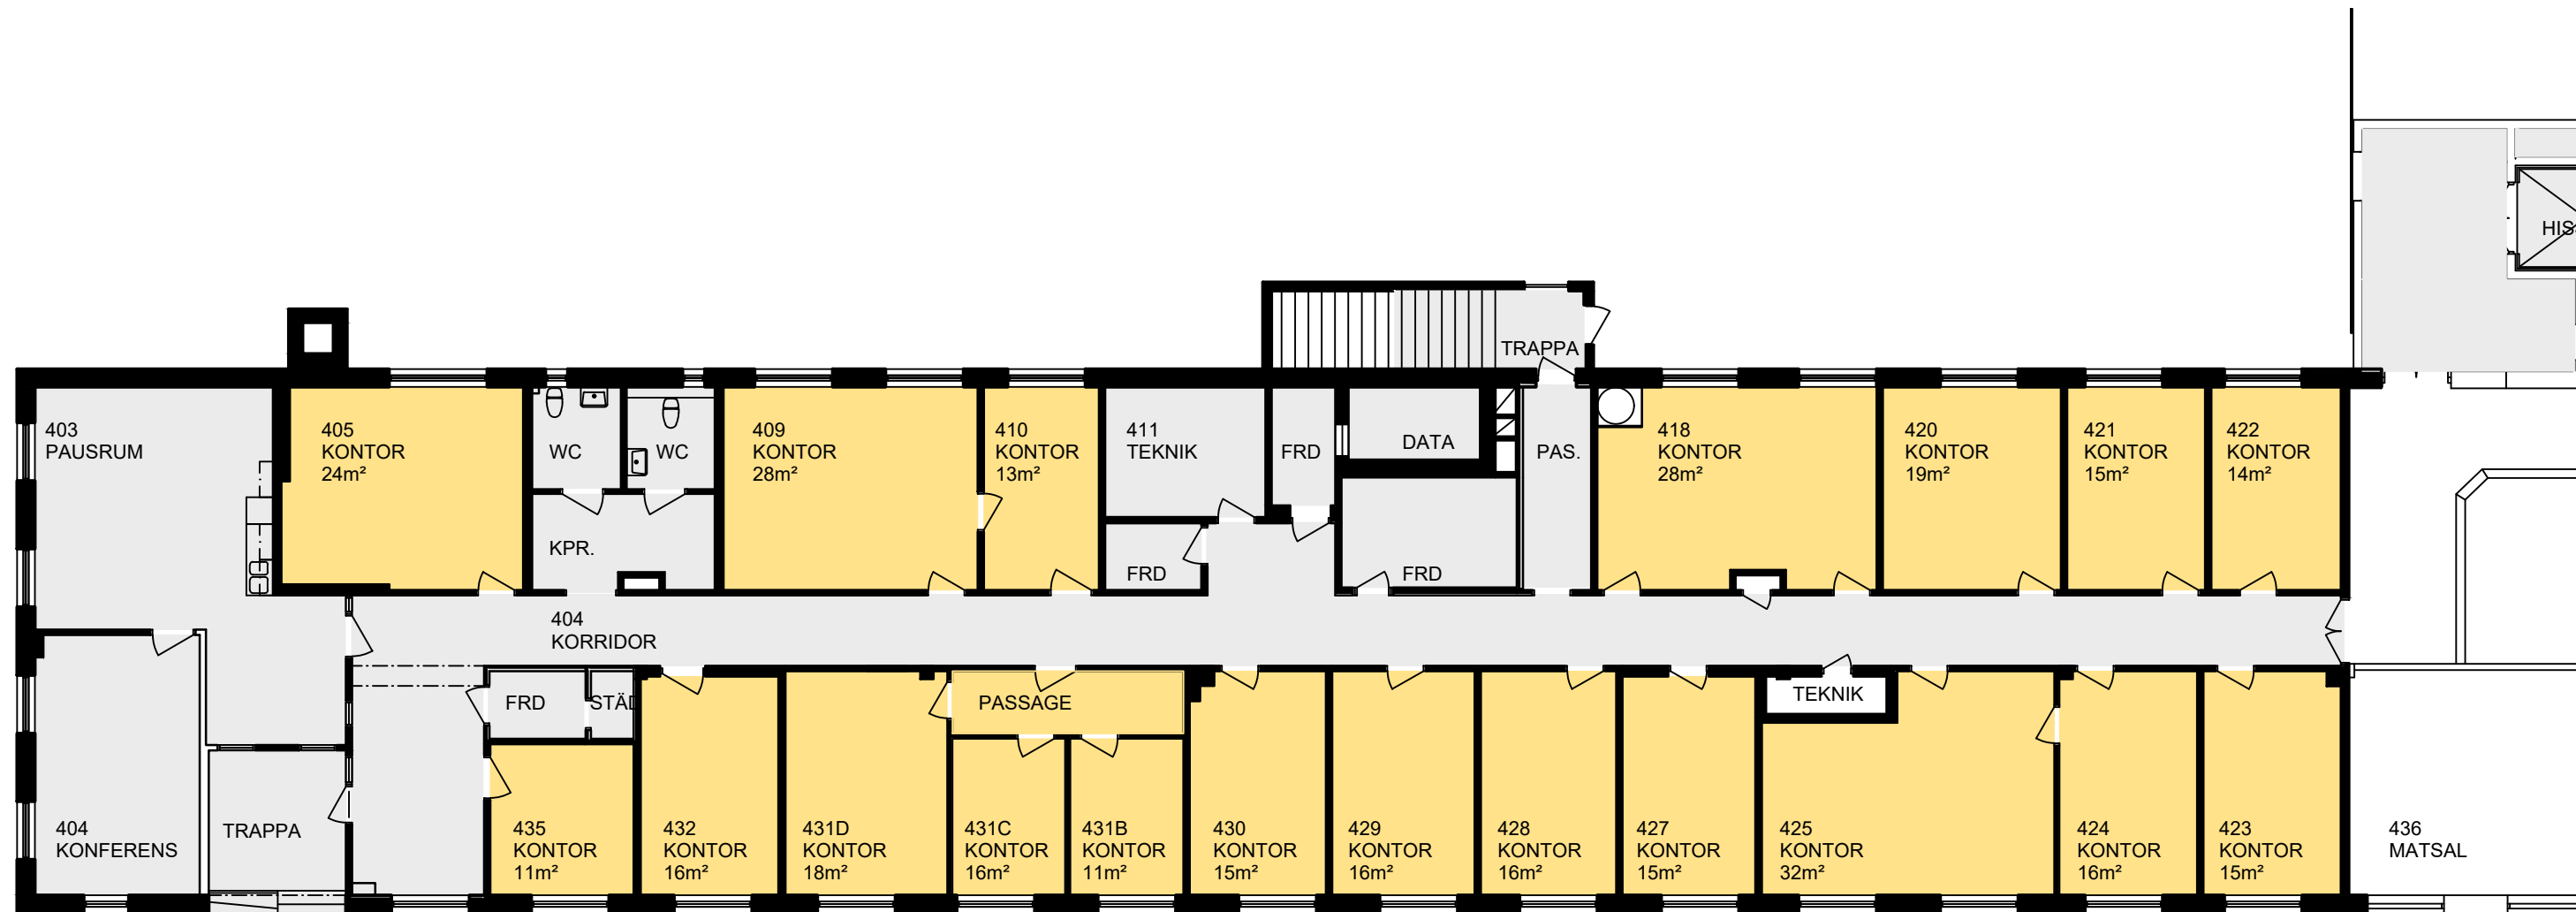 HIS
TRAPPA
403
PAUSRUM
405
KONTOR
24m²
WC
WC
409
KONTOR
28m²
410
KONTOR
13m²
411
TEKNIK
FRD
DATA
PAS.
418
KONTOR
28m²
420
KONTOR
19m²
421
KONTOR
15m²
422
KONTOR
14m²
KPR.
FRD
FRD
404
KORRIDOR
FRD
STÄD
PASSAGE
TEKNIK
404
KONFERENS
TRAPPA
435
KONTOR
11m²
432
KONTOR
16m²
431D
KONTOR
18m²
431C
KONTOR
16m²
431B
KONTOR
11m²
430
KONTOR
15m²
429
KONTOR
16m²
428
KONTOR
16m²
427
KONTOR
15m²
425
KONTOR
32m²
424
KONTOR
16m²
423
KONTOR
15m²
436
MATSAL